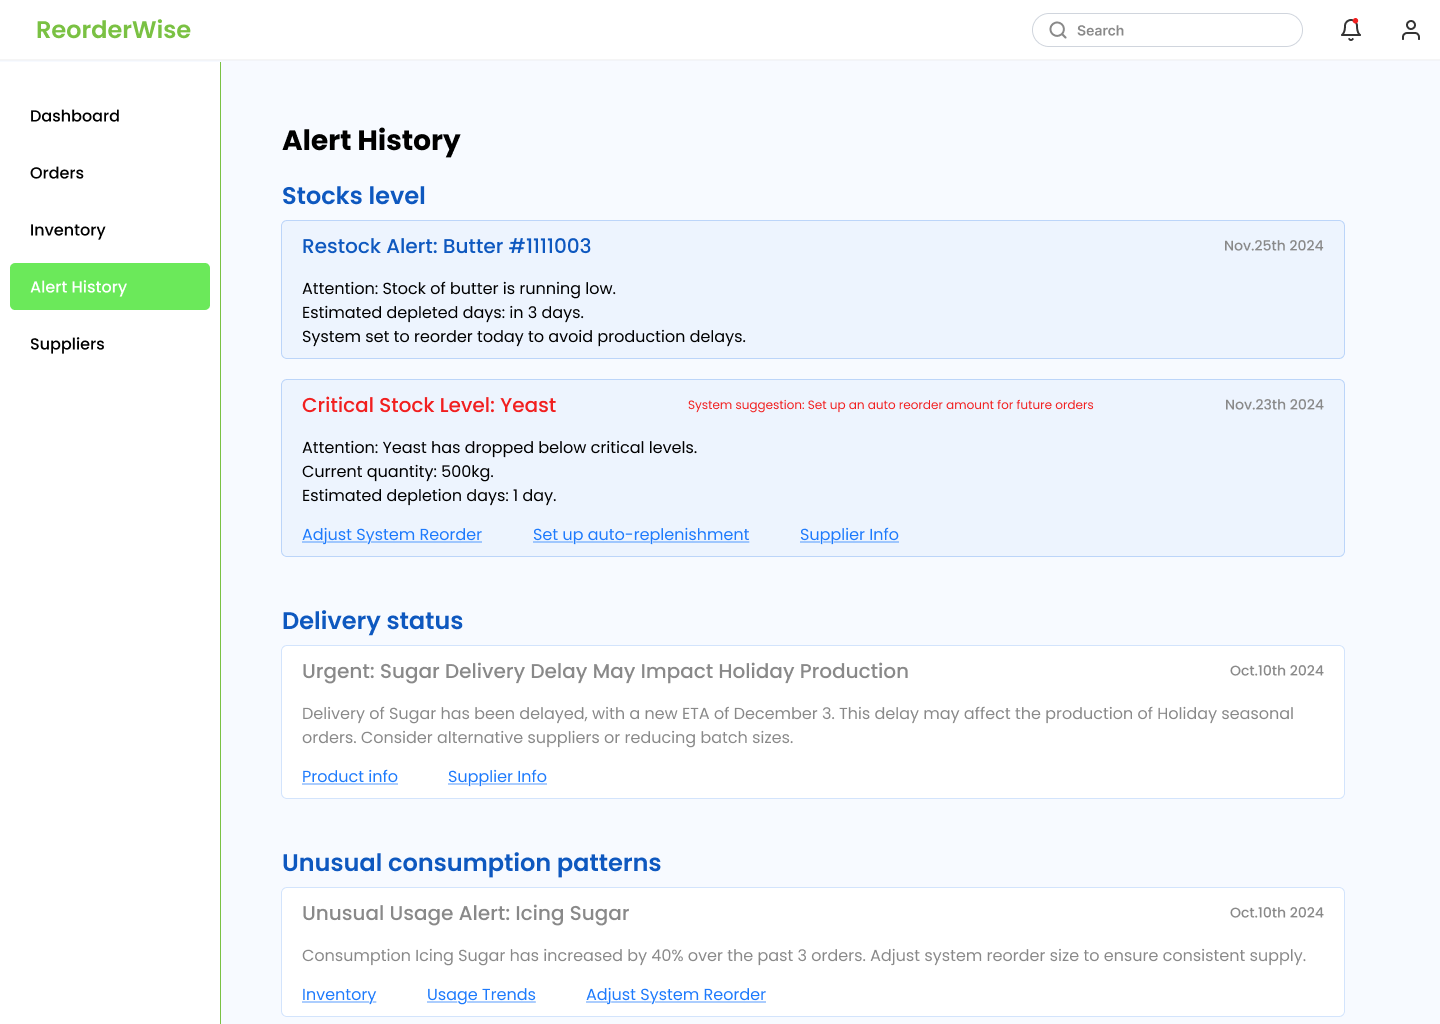 ReorderWise
Search
Dashboard
Orders
Inventory
Alert History
Suppliers
Alert History
Stocks level
Restock Alert: Butter #1111003
Nov.25th 2024
Attention: Stock of butter is running low.
Estimated depleted days: in 3 days.
System set to reorder today to avoid production delays.
Critical Stock Level: Yeast
System suggestion: Set up an auto reorder amount for future orders
Nov.23th 2024
Attention: Yeast has dropped below critical levels.
Current quantity: 500kg.
Estimated depletion days: 1 day.
Adjust System Reorder
Set up auto-replenishment
Supplier Info
Delivery status
Urgent: Sugar Delivery Delay May Impact Holiday Production
Oct.10th 2024
Delivery of Sugar has been delayed, with a new ETA of December 3. This delay may affect the production of Holiday seasonal
orders. Consider alternative suppliers or reducing batch sizes.
Product info
Supplier Info
Unusual consumption patterns
Unusual Usage Alert: Icing Sugar
Oct.10th 2024
Consumption Icing Sugar has increased by 40% over the past 3 orders. Adjust system reorder size to ensure consistent supply.
Inventory
Usage Trends
Adjust System Reorder